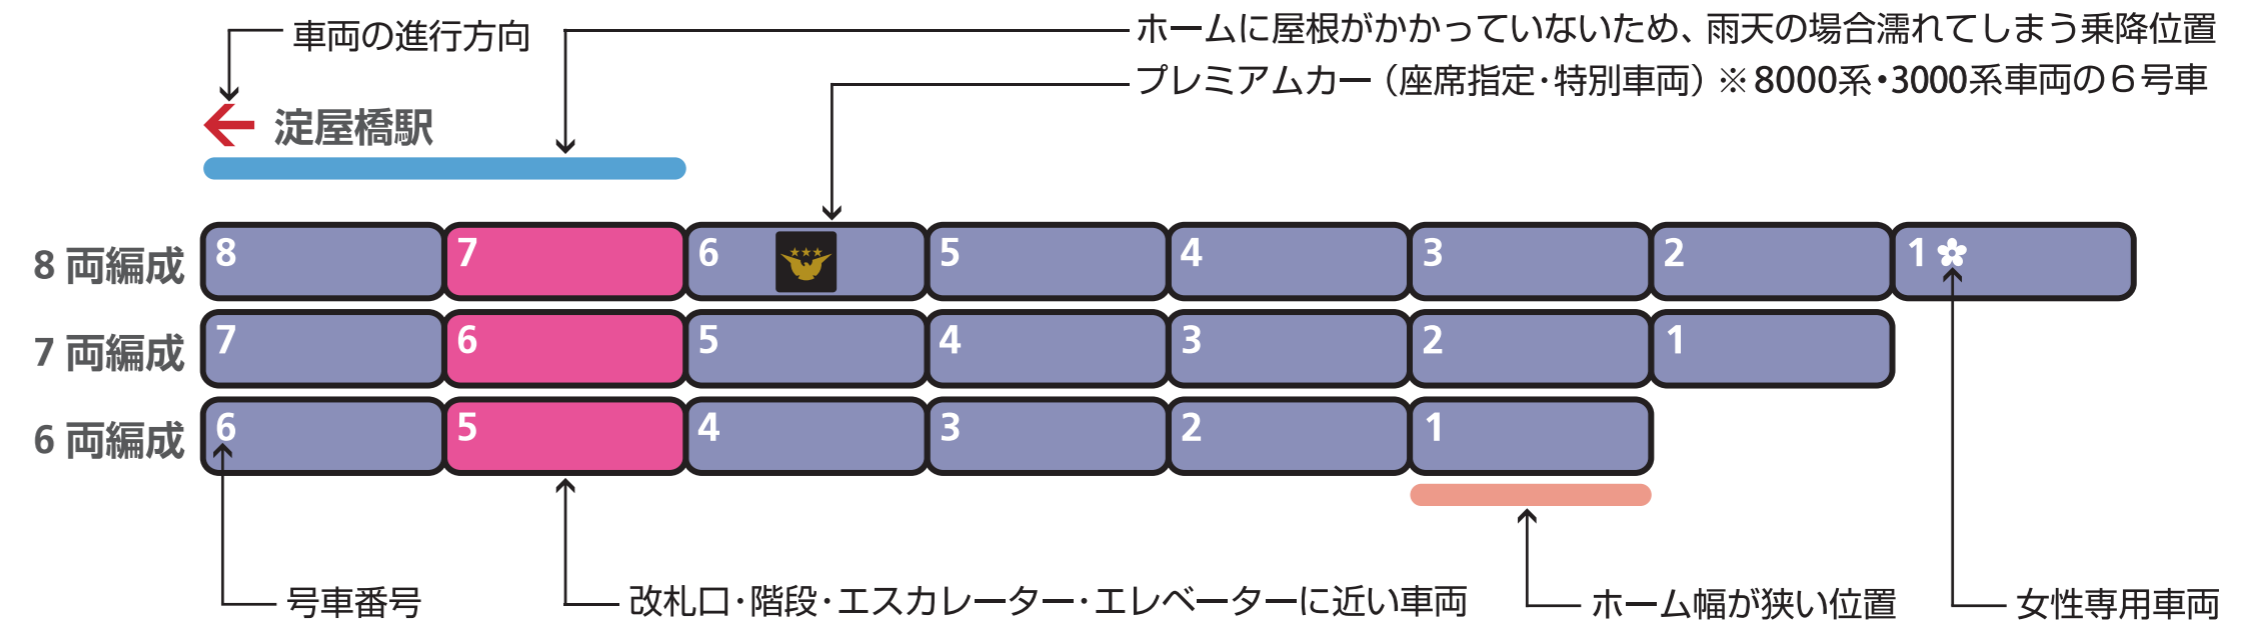 車両の進行方向
ホームに屋根がかかっていないため、雨天の場合濡れてしまう乗降位置
プレミアムカー（座席指定・特別車両）※8000系・3000系車両の６号車
淀屋橋駅
8 両編成 8 7 6 5 4 3 2 1
7 両編成 7 6 5 4 3 2 1
6 両編成 6 5 4 3 2 1
号車番号
改札口・階段・エスカレーター・エレベーターに近い車両
ホーム幅が狭い位置
女性専用車両